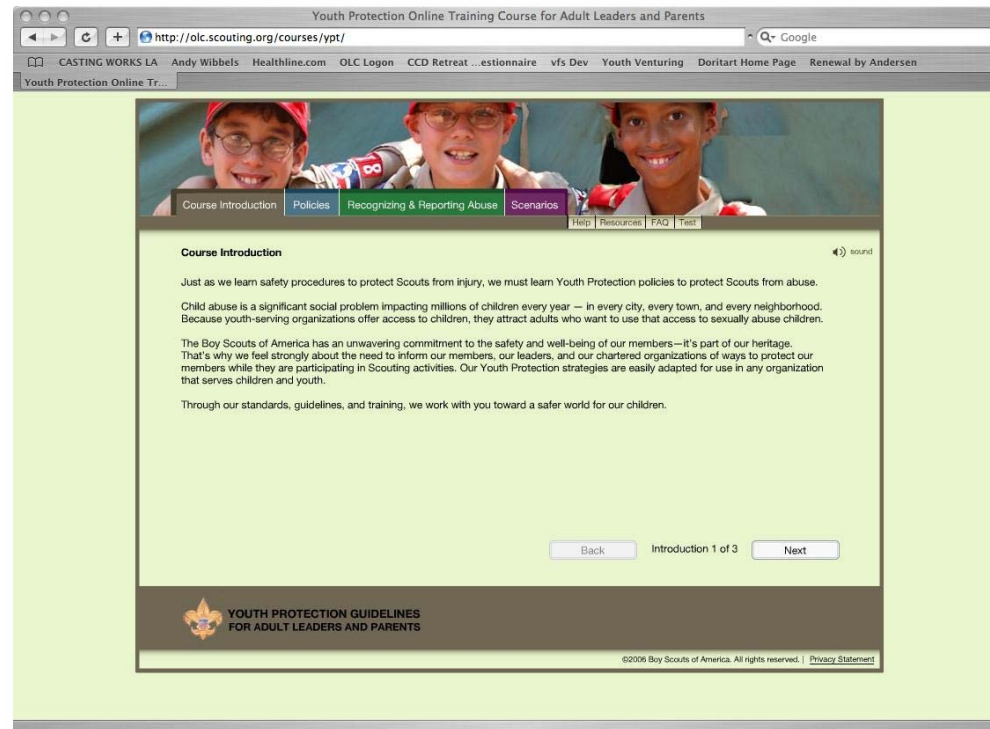 Youth Protection Online Training Course for Adult Leaders and Parents
http://olc.scouting.org/courses/ypt/
Google
CASTING WORKS LA Andy Wibbels Healthline.com OLC Logon CCD Retreat ...estionnaire vfs Dev Youth Venturing Doritart Home Page Renewal by Andersen
Youth Protection Online Tr...
8
Course Introduction Policies Recognizing & Reporting Abuse Scenarios
Help Resources FAQ Test
Course Introduction
sound
Just as we learn safety procedures to protect Scouts from injury, we must learn Youth Protection policies to protect Scouts from abuse.
Child abuse is a significant social problem impacting millions of children every year — in every city, every town, and every neighborhood.
Because youth-serving organizations offer access to children, they attract adults who want to use that access to sexually abuse children.
The Boy Scouts of America has an unwavering commitment to the safety and well-being of our members—it's part of our heritage.
That's why we feel strongly about the need to inform our members, our leaders, and our chartered organizations of ways to protect our
members while they are participating in Scouting activities. Our Youth Protection strategies are easily adapted for use in any organization
that serves children and youth.
Through our standards, guidelines, and training, we work with you toward a safer world for our children.
Back Introduction 1 of 3 Next
YOUTH PROTECTION GUIDELINES
FOR ADULT LEADERS AND PARENTS
©2006 Boy Scouts of America. All rights reserved. | Privacy Statement